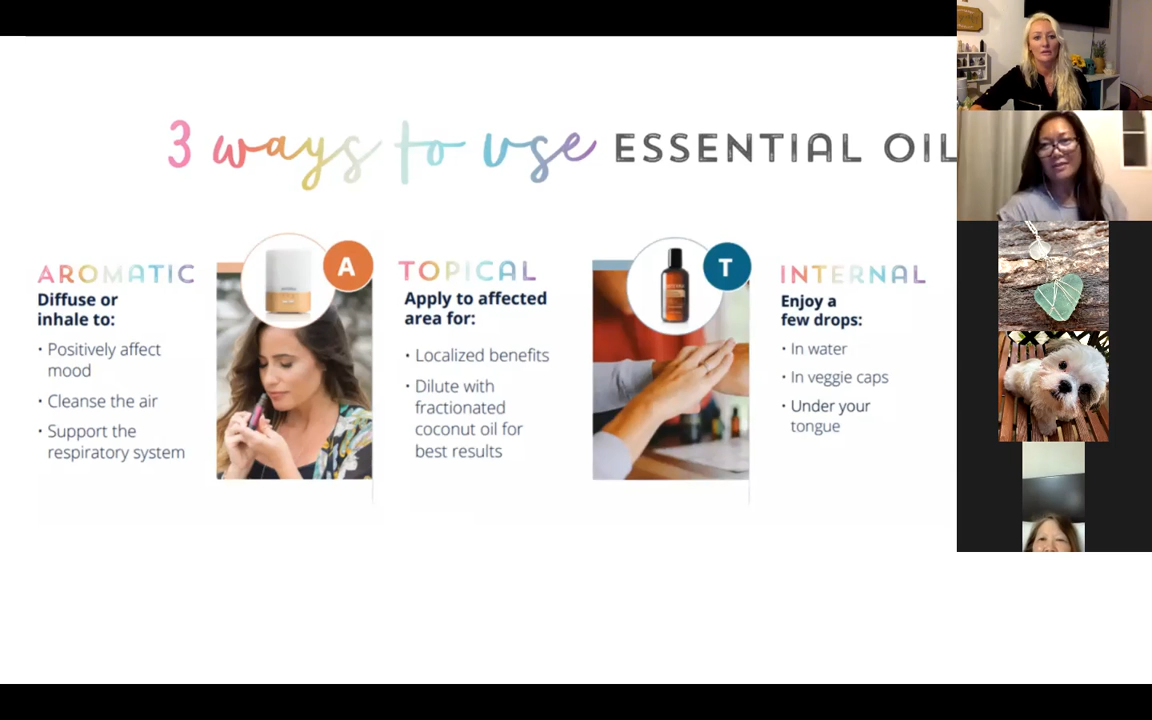 3 ways to use ESSENTIAL OIL
AROMATIC
Diffuse or
inhale to:
• Positively affect
mood
• Cleanse the air
• Support the
respiratory system
A
TOPICAL
Apply to affected
area for:
• Localized benefits
• Dilute with
fractionated
coconut oil for
best results
T
INTERNAL
Enjoy a
few drops:
• In water
• In veggie caps
• Under your
tongue